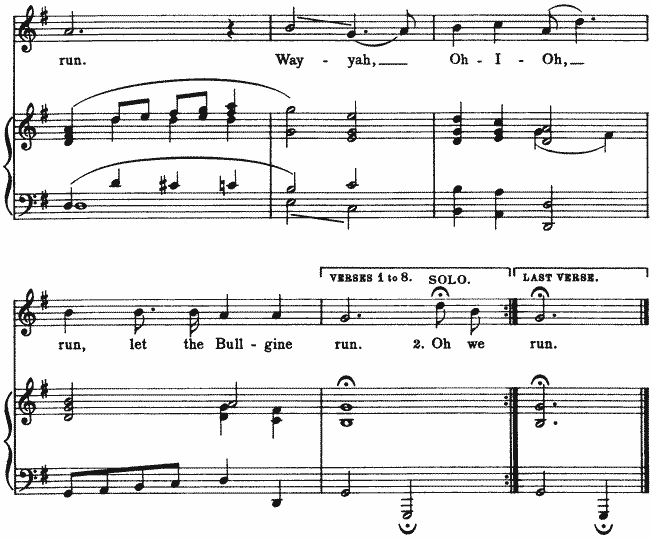 run. Way - yah, Oh - I - Oh,
VERSES 1 to 8. SOLO. LAST VERSE.
run, let the Bull - gine run. 2. Oh we run.